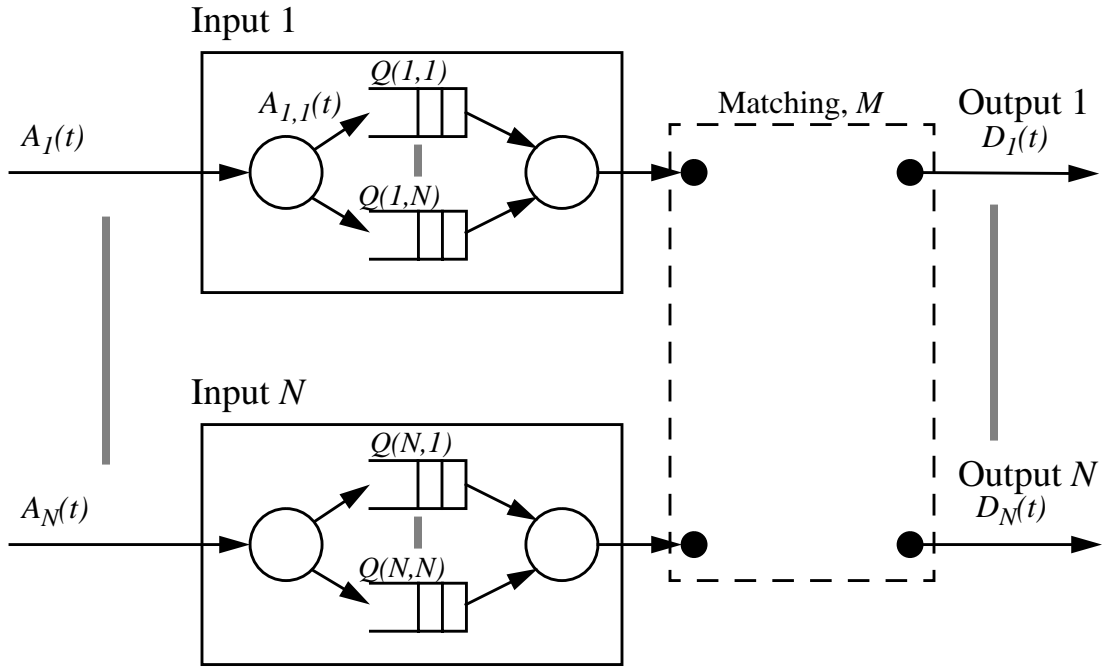 Input 1
Q(1,1)
A1,1(t)
Matching, M
Output 1
A1(t)
D1(t)
Q(1,N)
Input N
Q(N,1)
Output N
AN(t)
DN(t)
Q(N,N)